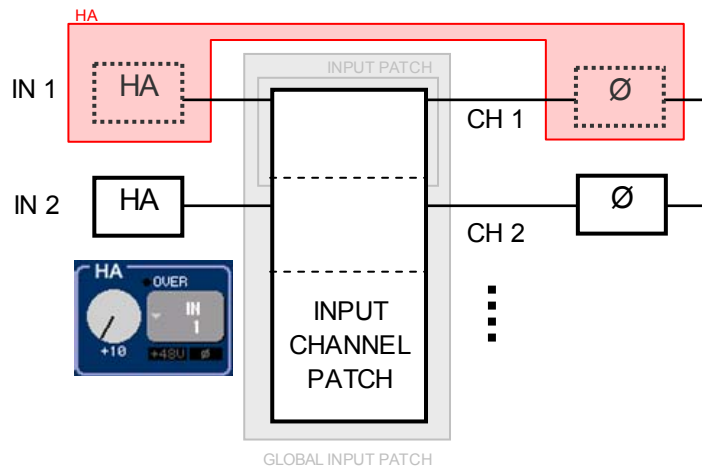 HA
INPUT PATCH
IN 1
HA
Ø
CH 1
IN 2
HA
Ø
CH 2
HA
OVER
IN
1
+10
+48V
Ø
INPUT
CHANNEL
PATCH
GLOBAL INPUT PATCH